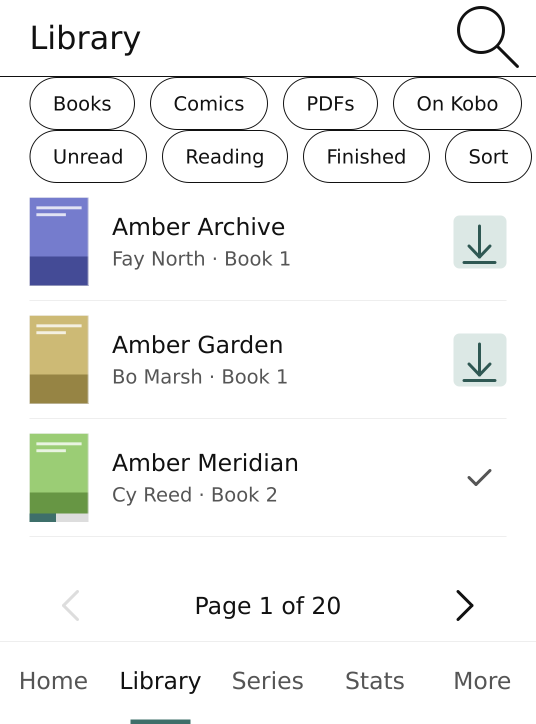 Library
Books Comics PDFs On Kobo
Unread Reading Finished Sort
Amber Archive
Fay North · Book 1
Amber Garden
Bo Marsh · Book 1
Amber Meridian
Cy Reed · Book 2
Page 1 of 20
Home Library Series Stats More